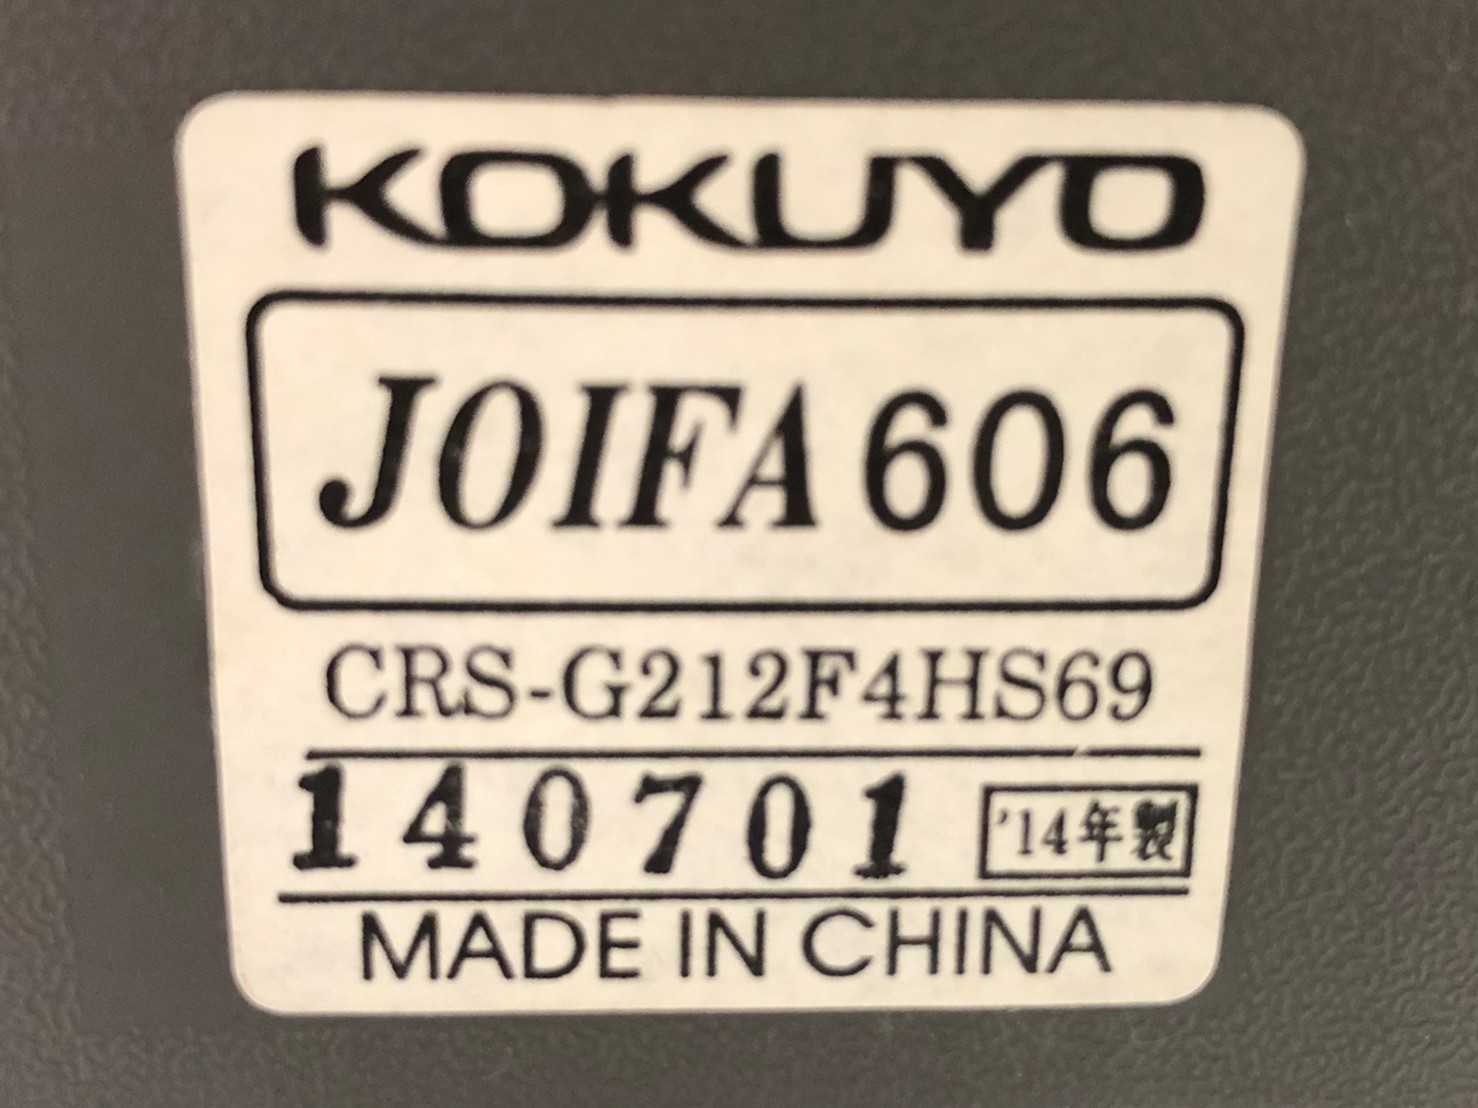 KOKUYO
JOIFA 606
CRS-G212F4HS69
140701 '14年製
MADE IN CHINA